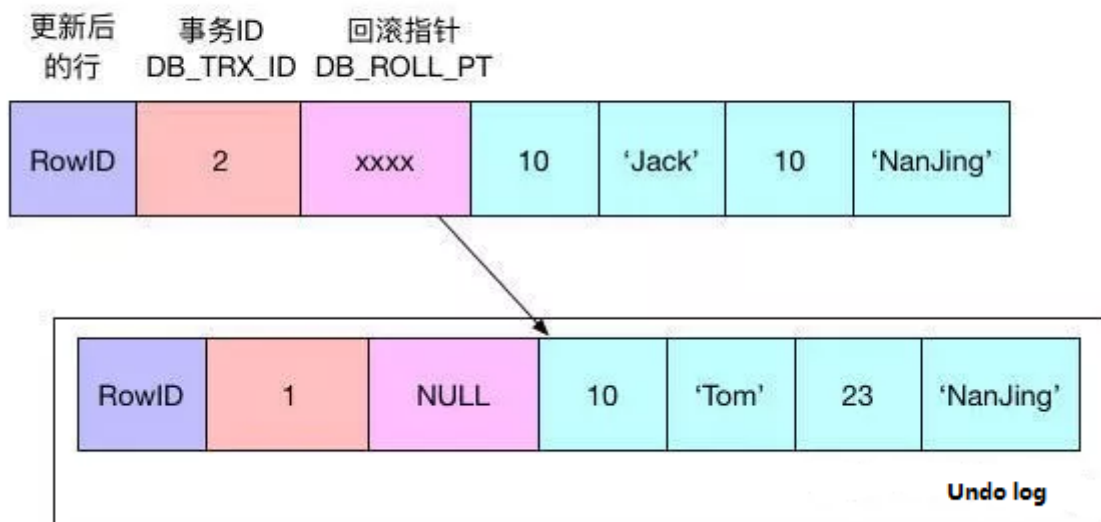 更新后 事务ID 回滚指针
的行 DB_TRX_ID DB_ROLL_PT
RowID 2 xxxx 10 ‘Jack’ 10 ‘NanJing’
RowID 1 NULL 10 ‘Tom’ 23 ‘NanJing’
Undo log